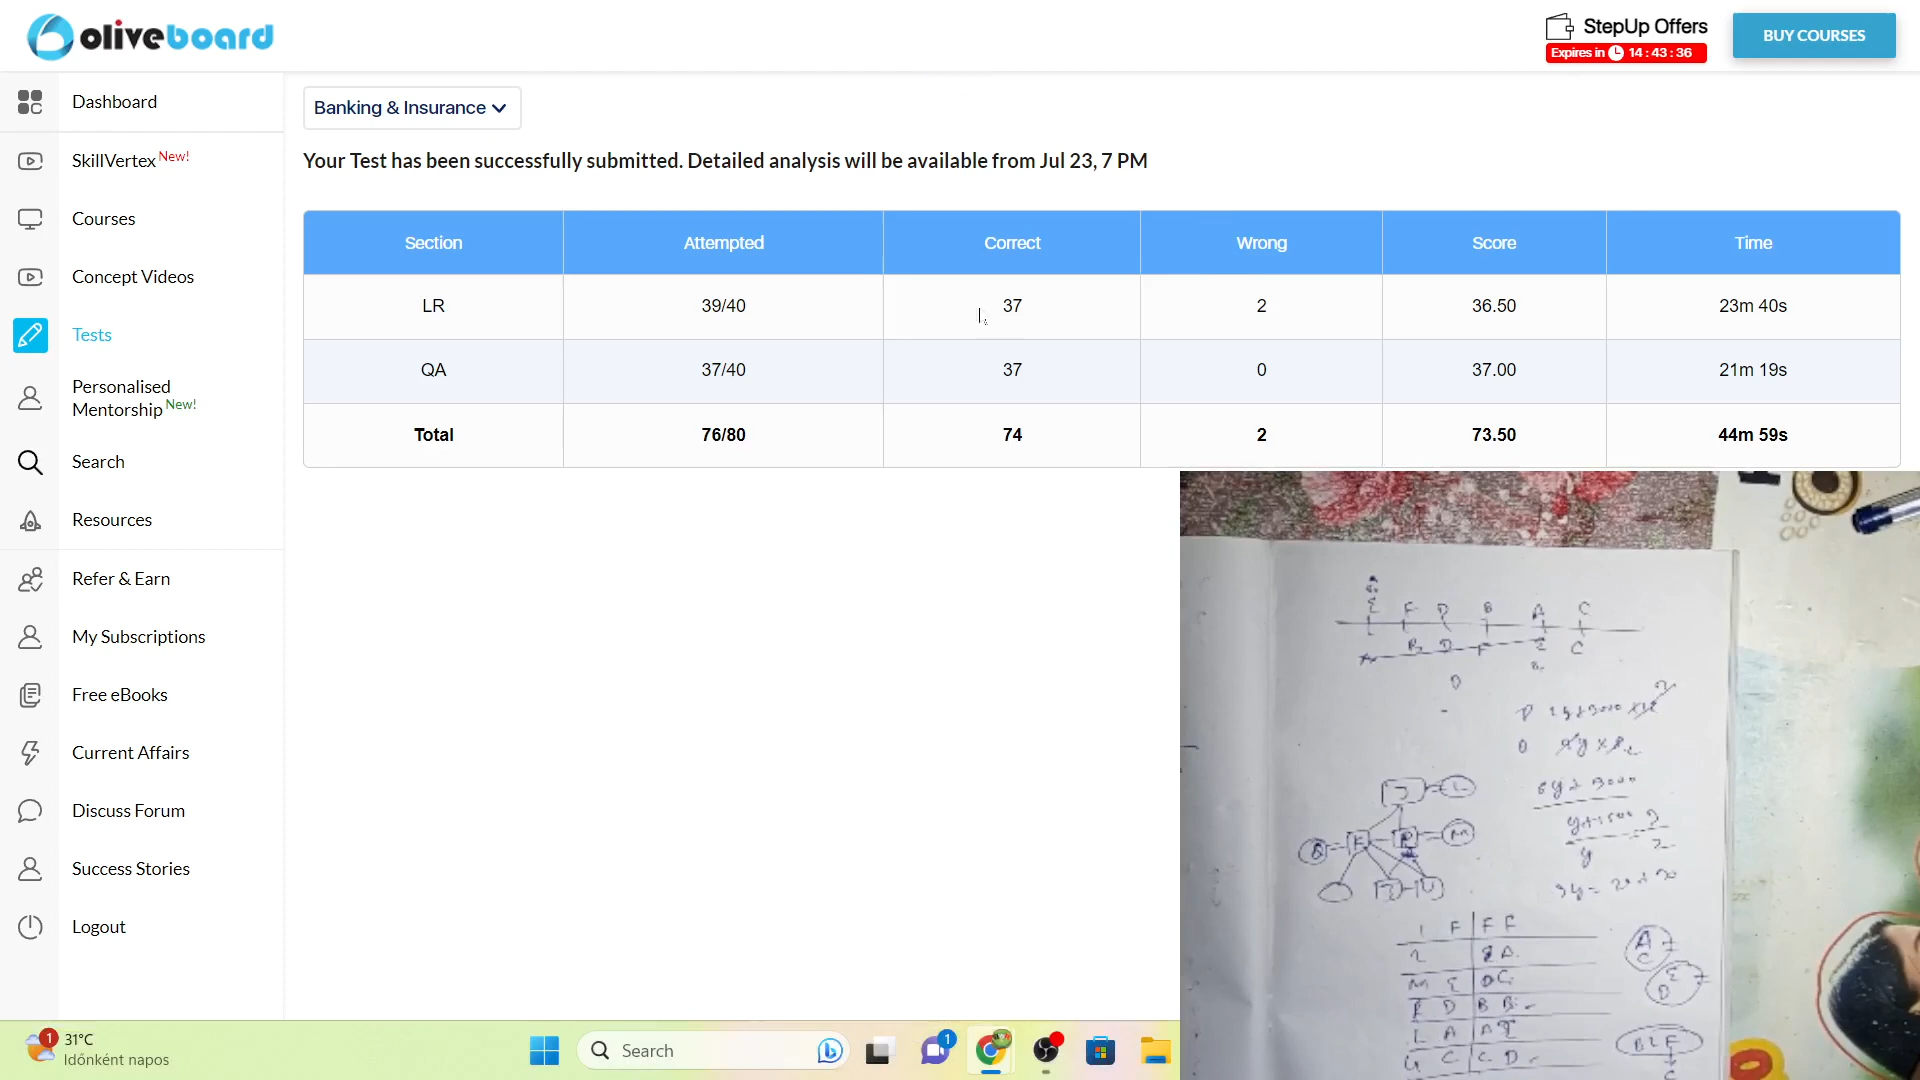 oliveboard
StepUp Offers
Expires in 14 : 43 : 36
BUY COURSES
Dashboard
SkillVertex New!
Courses
Concept Videos
Tests
Personalised
Mentorship New!
Search
Resources
Refer & Earn
My Subscriptions
Free eBooks
Current Affairs
Discuss Forum
Success Stories
Logout
Banking & Insurance
Your Test has been successfully submitted. Detailed analysis will be available from Jul 23, 7 PM
Section Attempted Correct Wrong Score Time
LR 39/40 37 2 36.50 23m 40s
QA 37/40 37 0 37.00 21m 19s
Total 76/80 74 2 73.50 44m 59s
E F D B A C
B D F E C
1 F F F
L A A E
G C C D
A
C
E
D
1
31°C
Időnként napos
Search
1